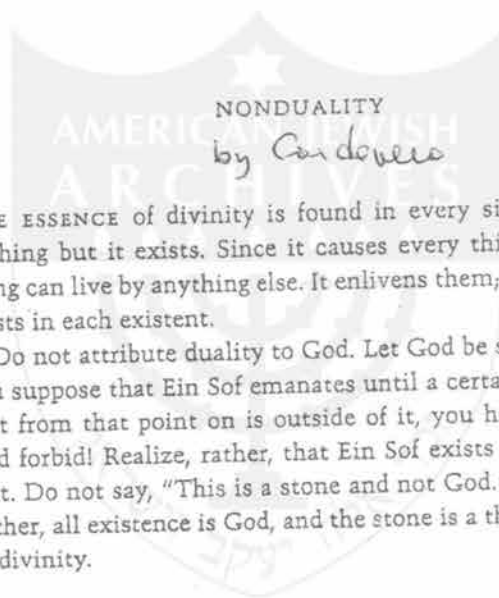 NONDUALITY
by Cordovero
AMERICAN JEWISH
ARCHIVES
E ESSENCE of divinity is found in every si
hing but it exists. Since it causes every thi
ng can live by anything else. It enlivens them;
sts in each existent.
Do not attribute duality to God. Let God be s
u suppose that Ein Sof emanates until a certa
t from that point on is outside of it, you h
d forbid! Realize, rather, that Ein Sof exists
t. Do not say, "This is a stone and not God.
ther, all existence is God, and the stone is a th
divinity.